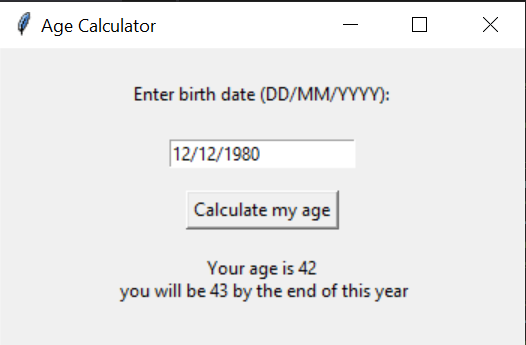 Age Calculator
Enter birth date (DD/MM/YYYY):
12/12/1980
Calculate my age
Your age is 42
you will be 43 by the end of this year